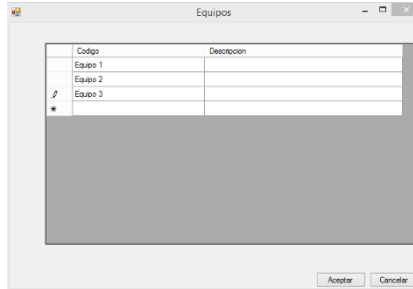 Equipos
Codigo Descripcion
Equipo 1
Equipo 2
Equipo 3
Aceptar Cancelar